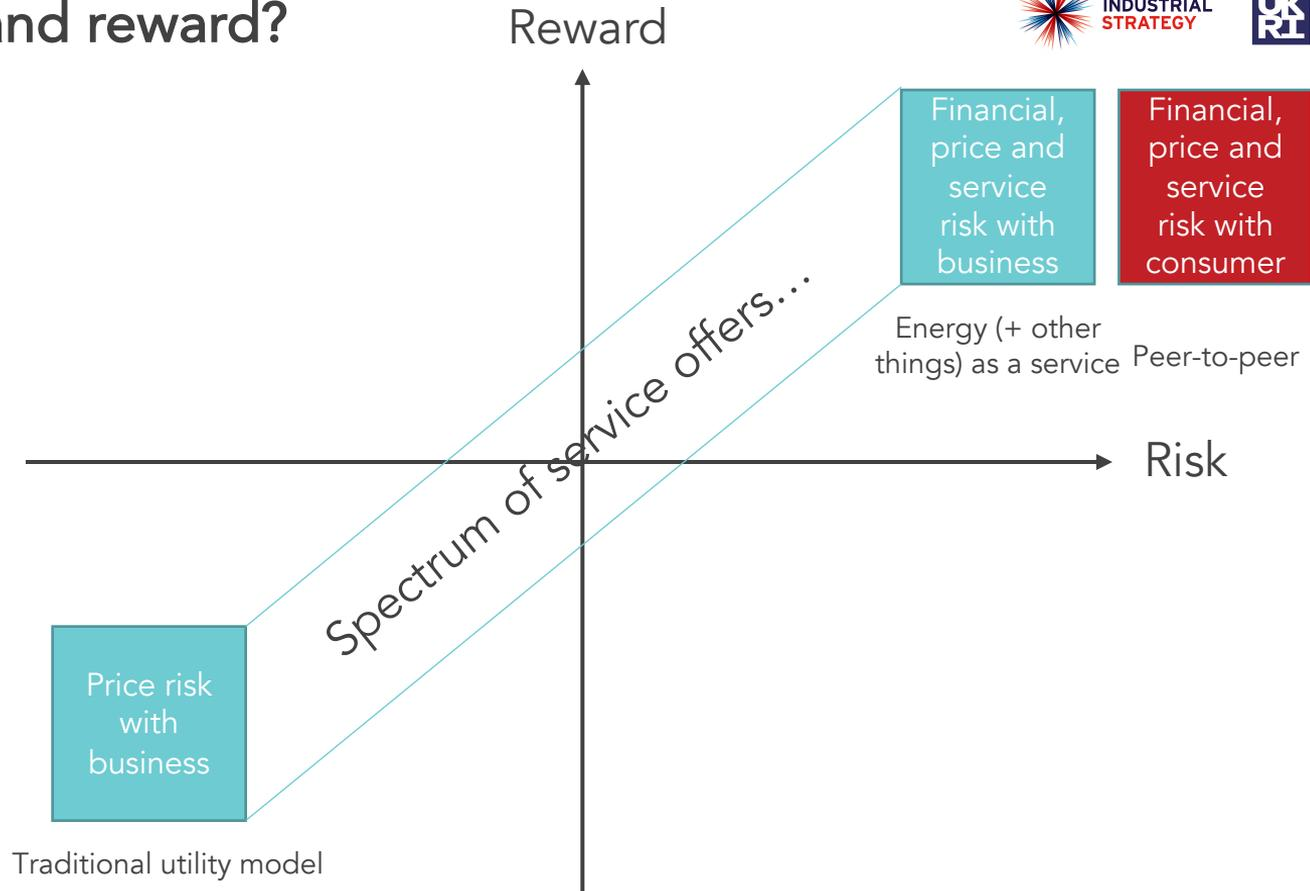 and reward?
Reward
INDUSTRIAL
STRATEGY
UK
RI
Financial,
price and
service
risk with
business
Financial,
price and
service
risk with
consumer
Spectrum of service offers...
Energy (+ other
things) as a service
Peer-to-peer
Risk
Price risk
with
business
Traditional utility model